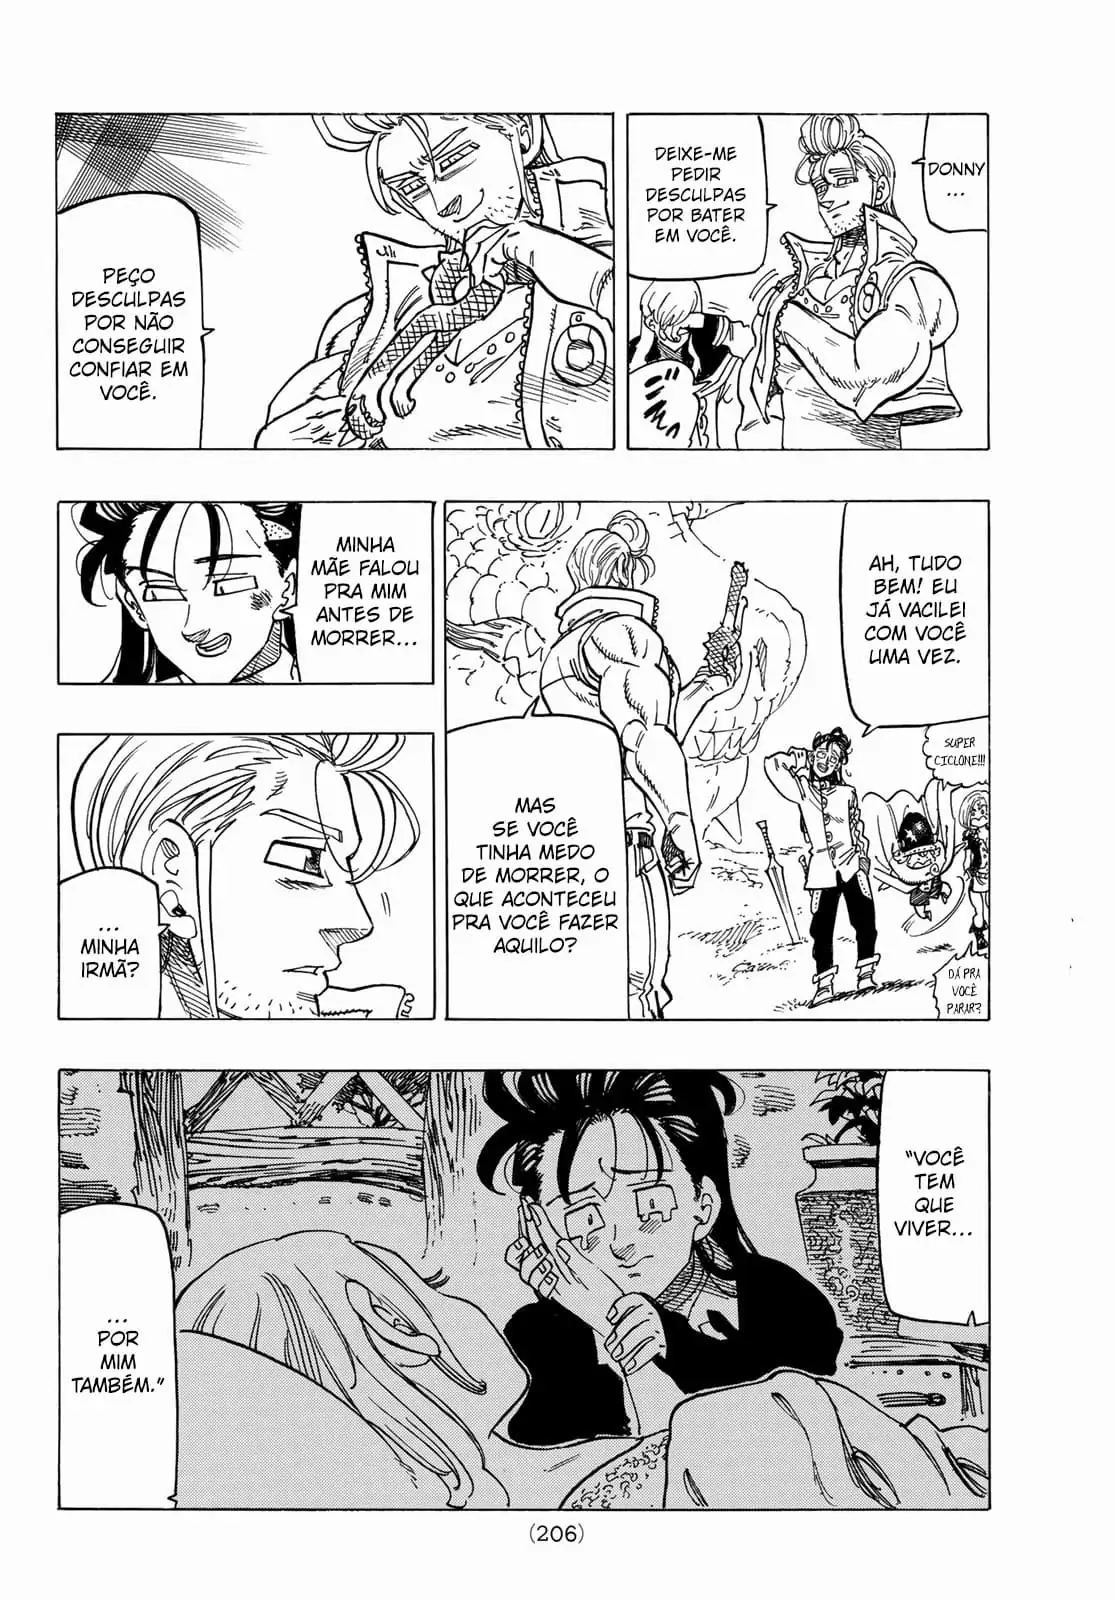 DONNY
...
DEIXE-ME
PEDIR
DESCULPAS
POR BATER
EM VOCÊ.
PEÇO
DESCULPAS
POR NÃO
CONSEGUIR
CONFIAR EM
VOCÊ.
AH, TUDO
BEM! EU
JÁ VACILEI
COM VOCÊ
UMA VEZ.
SUPER
CICLONE!!!
DÁ PRA
VOCÊ
PARAR?
MAS
SE VOCÊ
TINHA MEDO
DE MORRER, O
QUE ACONTECEU
PRA VOCÊ FAZER
AQUILO?
MINHA
MÃE FALOU
PRA MIM
ANTES DE
MORRER...
...
MINHA
IRMÃ?
"VOCÊ
TEM
QUE
VIVER...
...
POR
MIM
TAMBÉM."
(206)